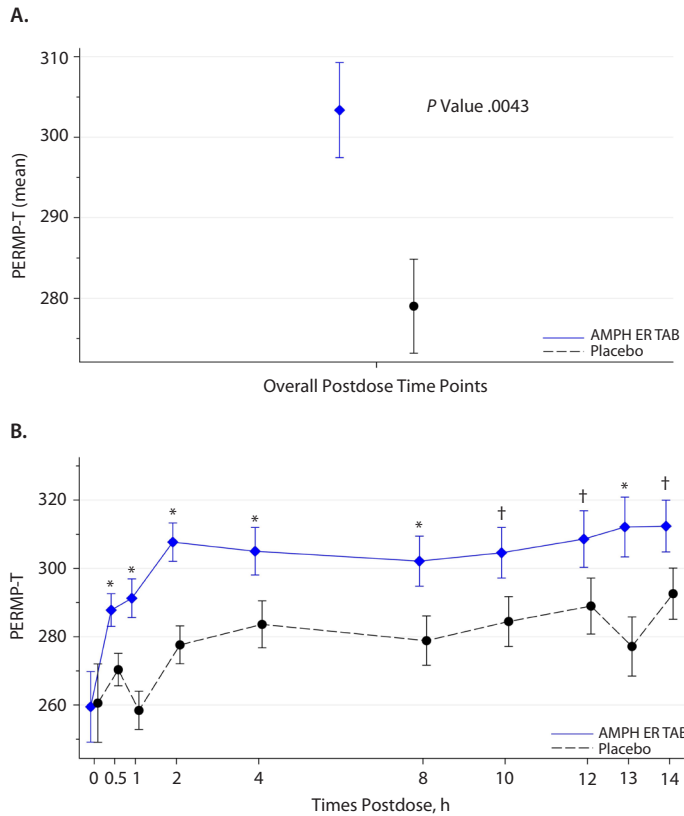 A.
310
300
290
280
PERMP-T (mean)
P Value .0043
AMPH ER TAB
Placebo
Overall Postdose Time Points
B.
320
300
280
260
PERMP-T
* * * * * † † * †
AMPH ER TAB
Placebo
0 0.5 1 2 4 8 10 12 13 14
Times Postdose, h